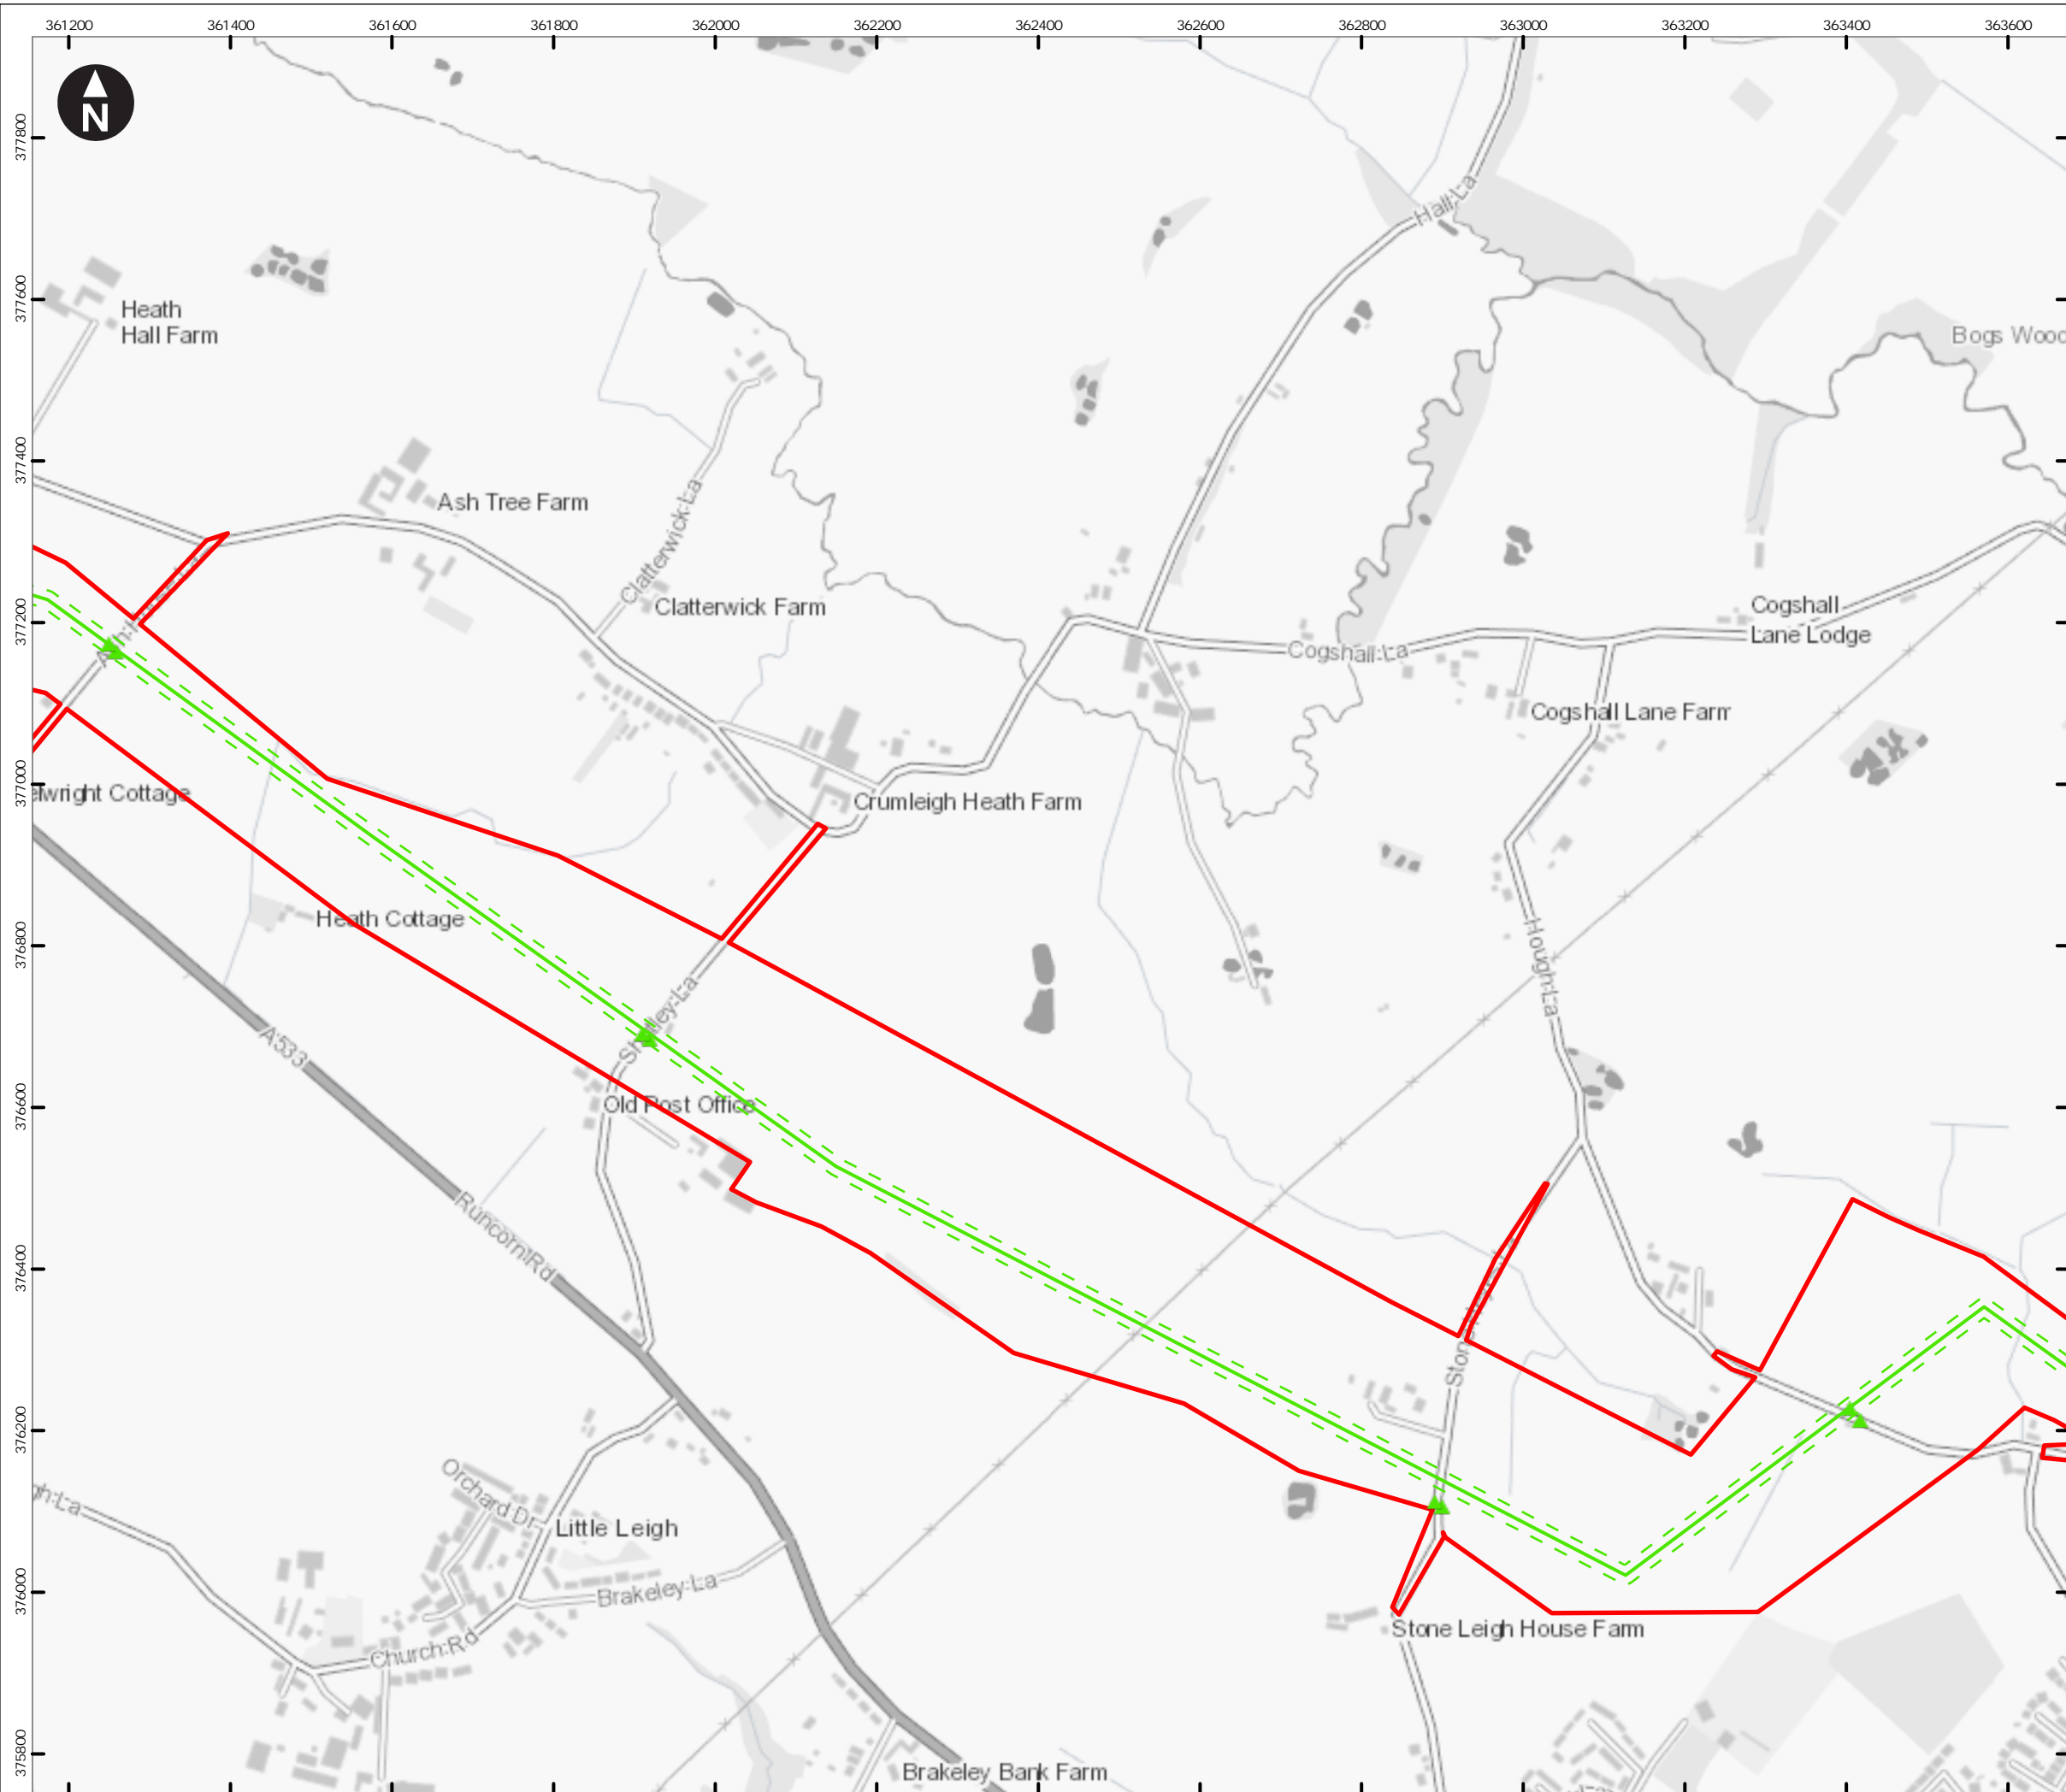 361200 361400 361600 361800 362000 362200 362400 362600 362800 363000 363200 363400 363600
N
377800
377600
377400
377200
377000
376800
376600
376400
376200
376000
375800
Hall La
Heath
Hall Farm
Bogs Wood
Ash Tree Farm
Clatterwick La
Clatterwick Farm
Cogshall
Lane Lodge
Cogshall La
Cogshall Lane Farm
elwright Cottage
Crumleigh Heath Farm
Heath Cottage
Hough La
A533
Old Post Office
Runcorn Rd
Orchard Dr
gh La
Little Leigh
Brakeley La
Church Rd
Stone Leigh House Farm
Brakeley Bank Farm